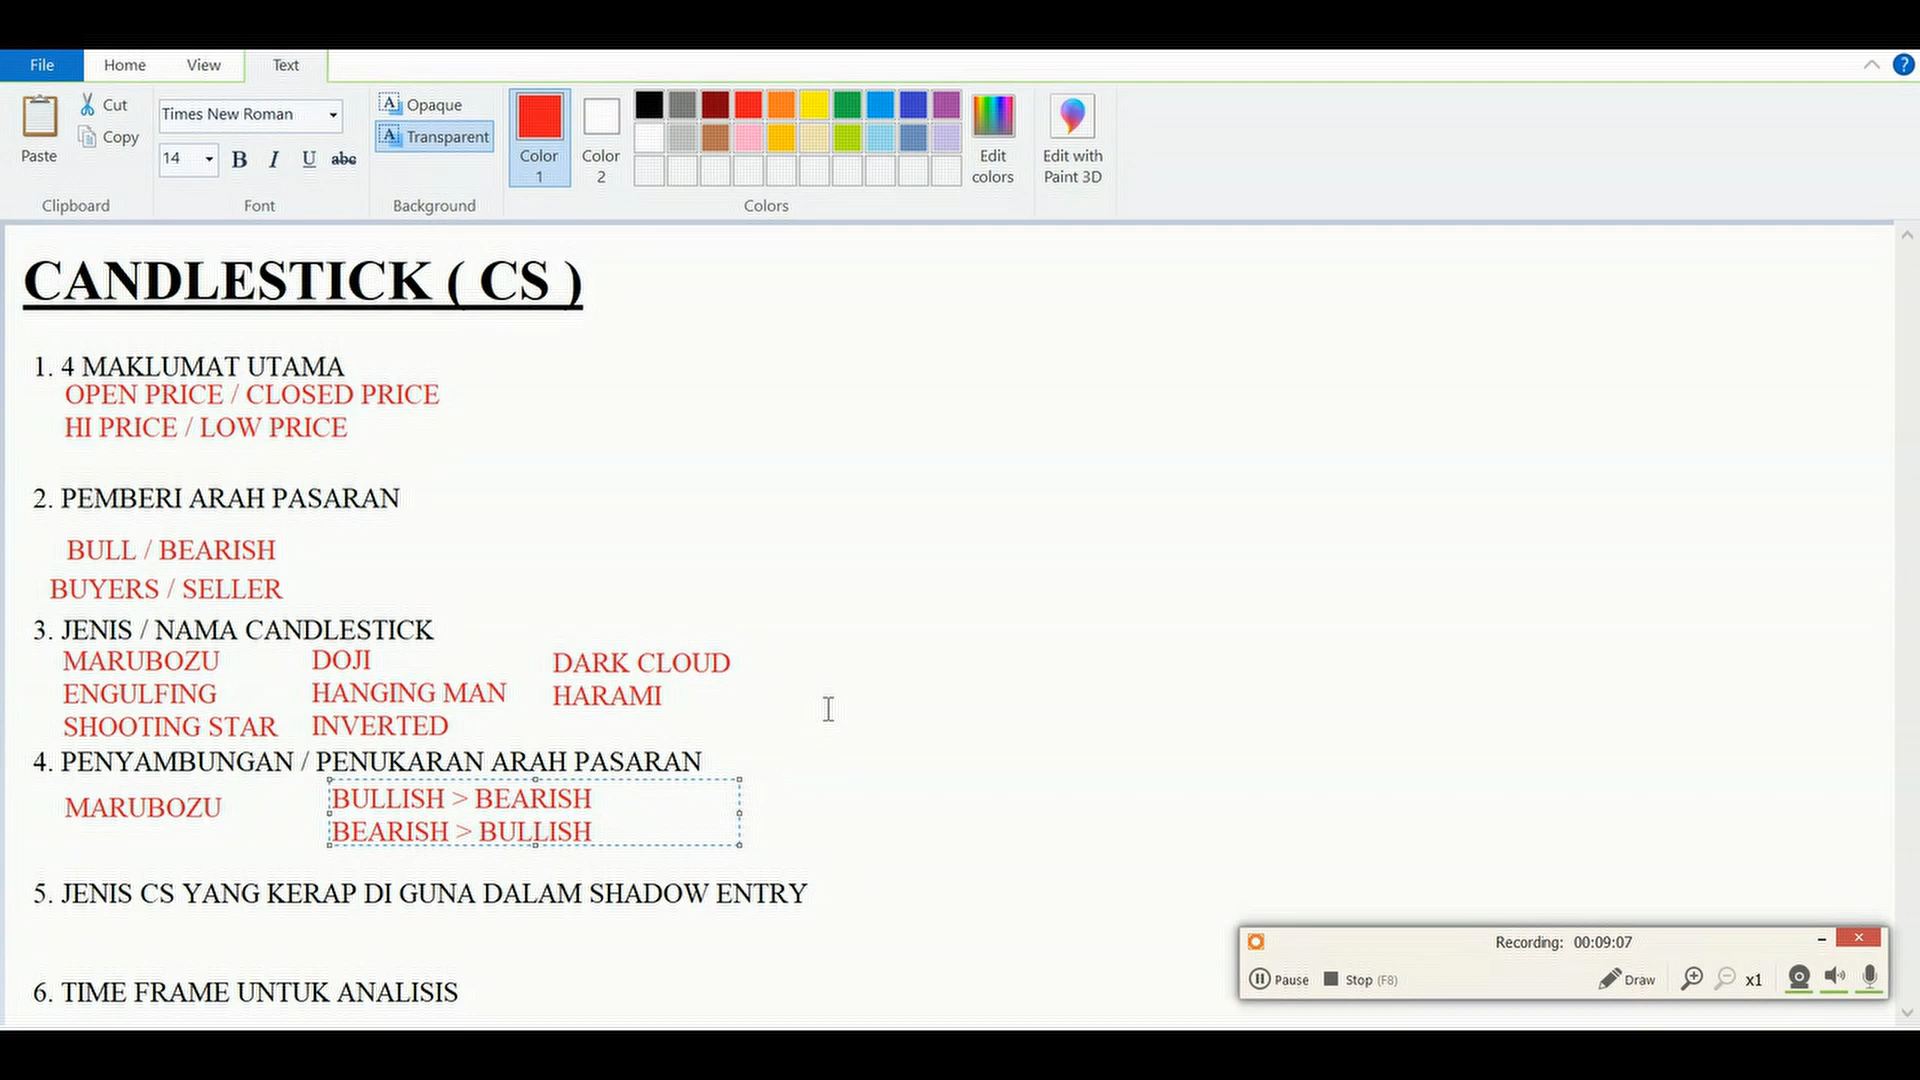 File Home View Text
Paste
Cut
Copy
Clipboard
Times New Roman
14 B I U abc
Font
A Opaque
A Transparent
Background
Color 1
Color 2
Colors
Edit colors
Edit with Paint 3D
?
CANDLESTICK ( CS )
1. 4 MAKLUMAT UTAMA
OPEN PRICE / CLOSED PRICE
HI PRICE / LOW PRICE
2. PEMBERI ARAH PASARAN
BULL / BEARISH
BUYERS / SELLER
3. JENIS / NAMA CANDLESTICK
MARUBOZU DOJI DARK CLOUD
ENGULFING HANGING MAN HARAMI
SHOOTING STAR INVERTED
4. PENYAMBUNGAN / PENUKARAN ARAH PASARAN
MARUBOZU
BULLISH > BEARISH
BEARISH > BULLISH
5. JENIS CS YANG KERAP DI GUNA DALAM SHADOW ENTRY
6. TIME FRAME UNTUK ANALISIS
Recording: 00:09:07
Pause Stop (F8) Draw x1